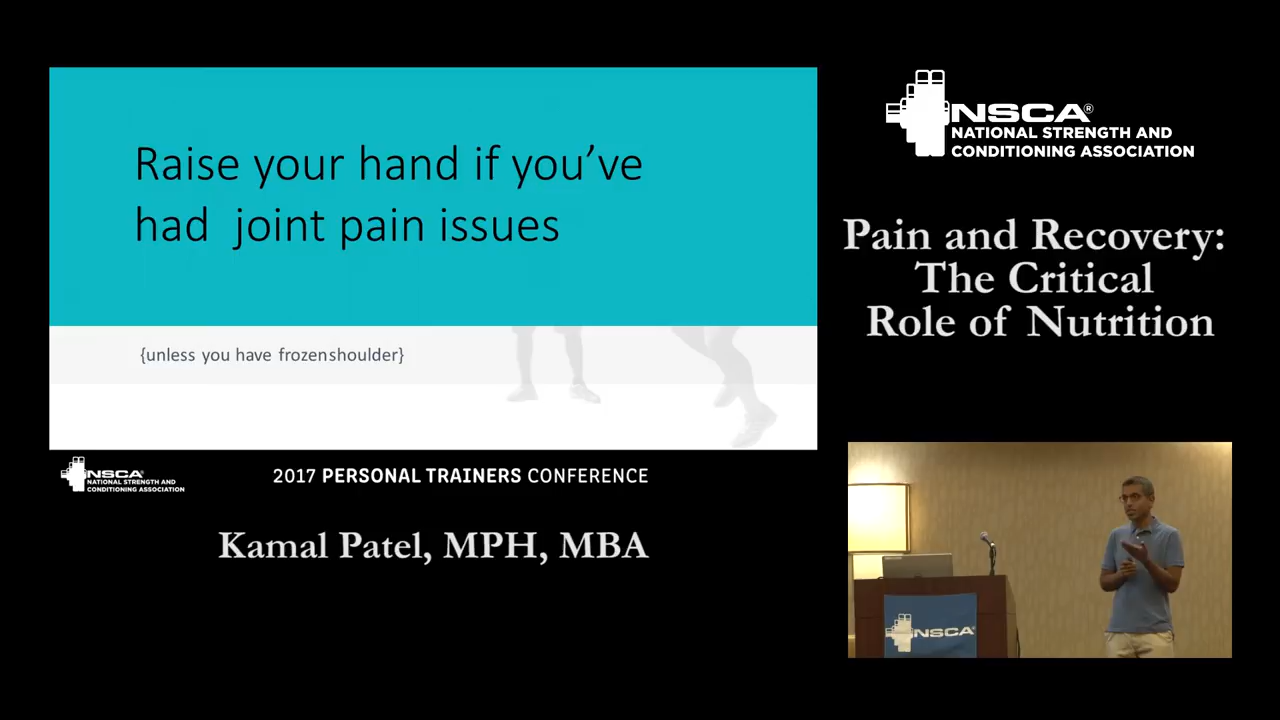 Raise your hand if you've
had joint pain issues
{unless you have frozenshoulder}
NSCA
NATIONAL STRENGTH AND
CONDITIONING ASSOCIATION
2017 PERSONAL TRAINERS CONFERENCE
Kamal Patel, MPH, MBA
NSCA®
NATIONAL STRENGTH AND
CONDITIONING ASSOCIATION
Pain and Recovery:
The Critical
Role of Nutrition
NSCA